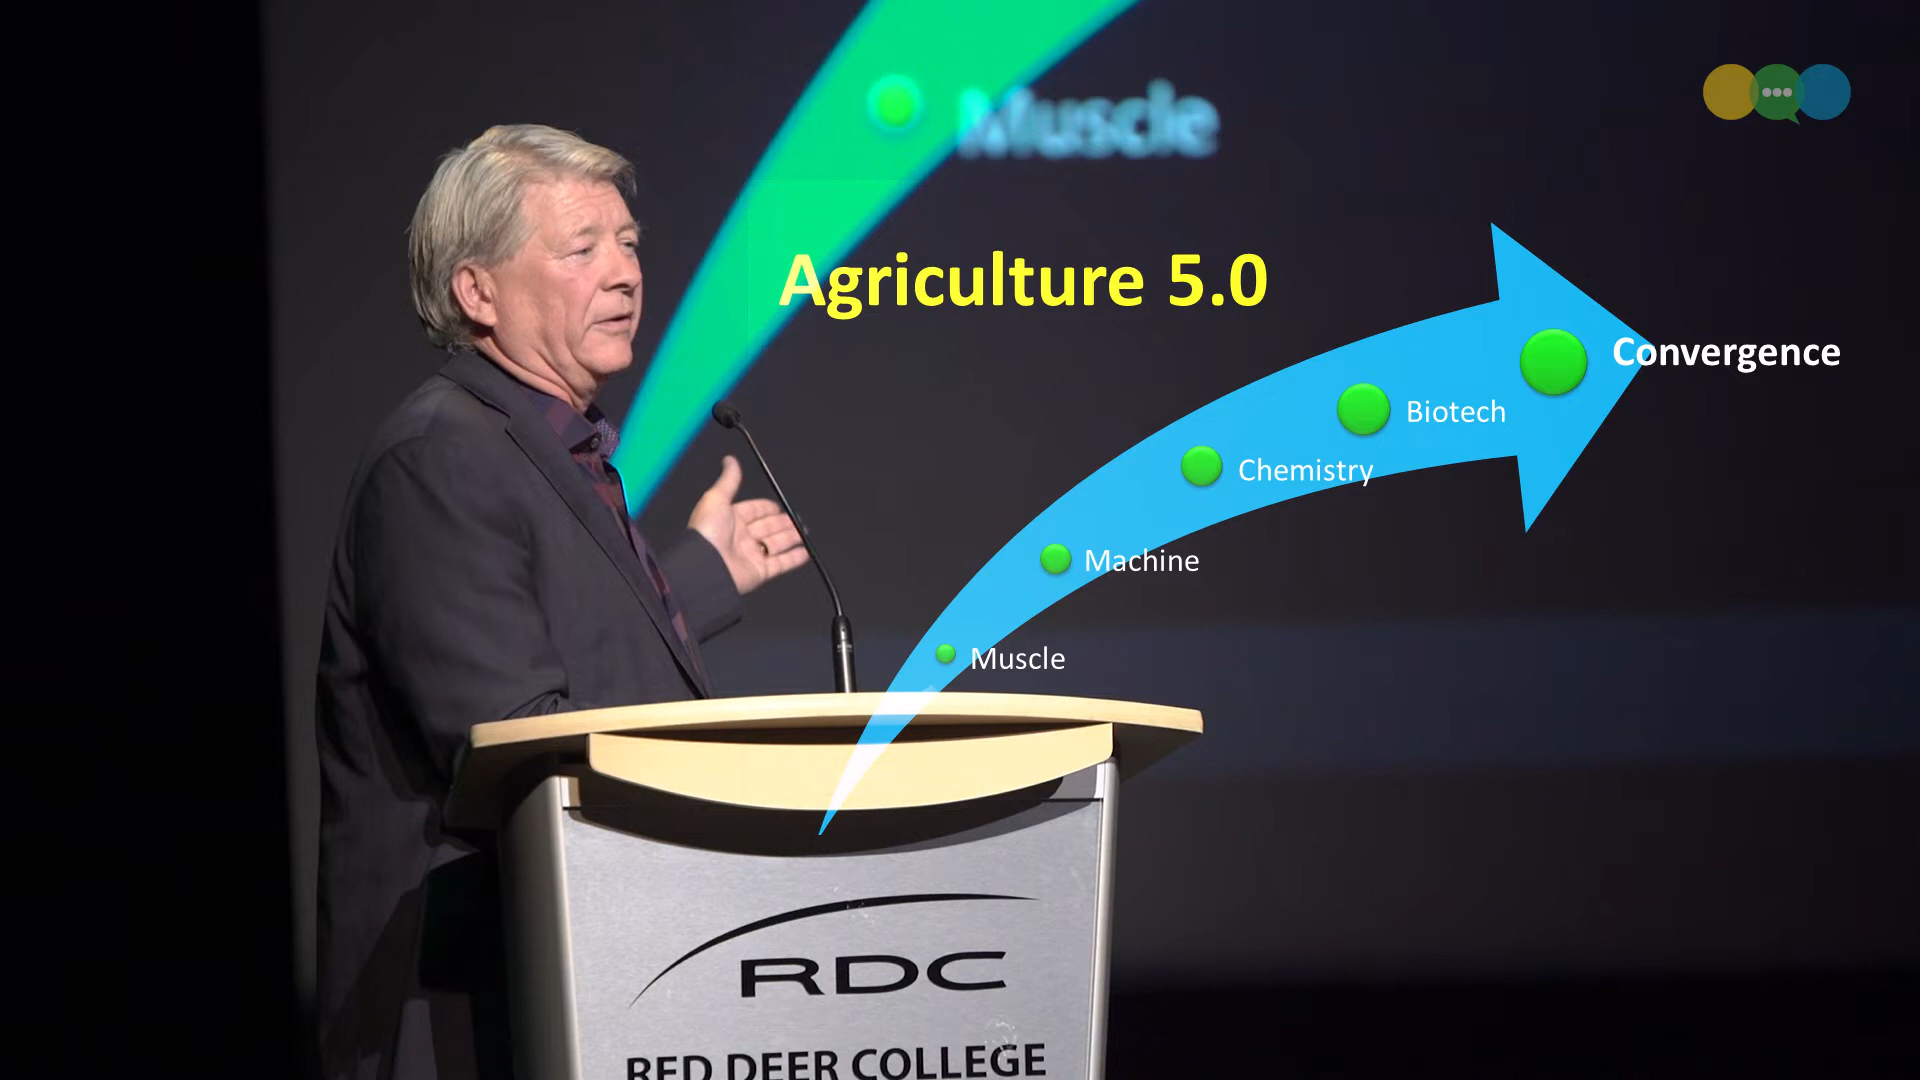 Muscle
Agriculture 5.0
Convergence
Biotech
Chemistry
Machine
Muscle
RDC
RED DEER COLLEGE